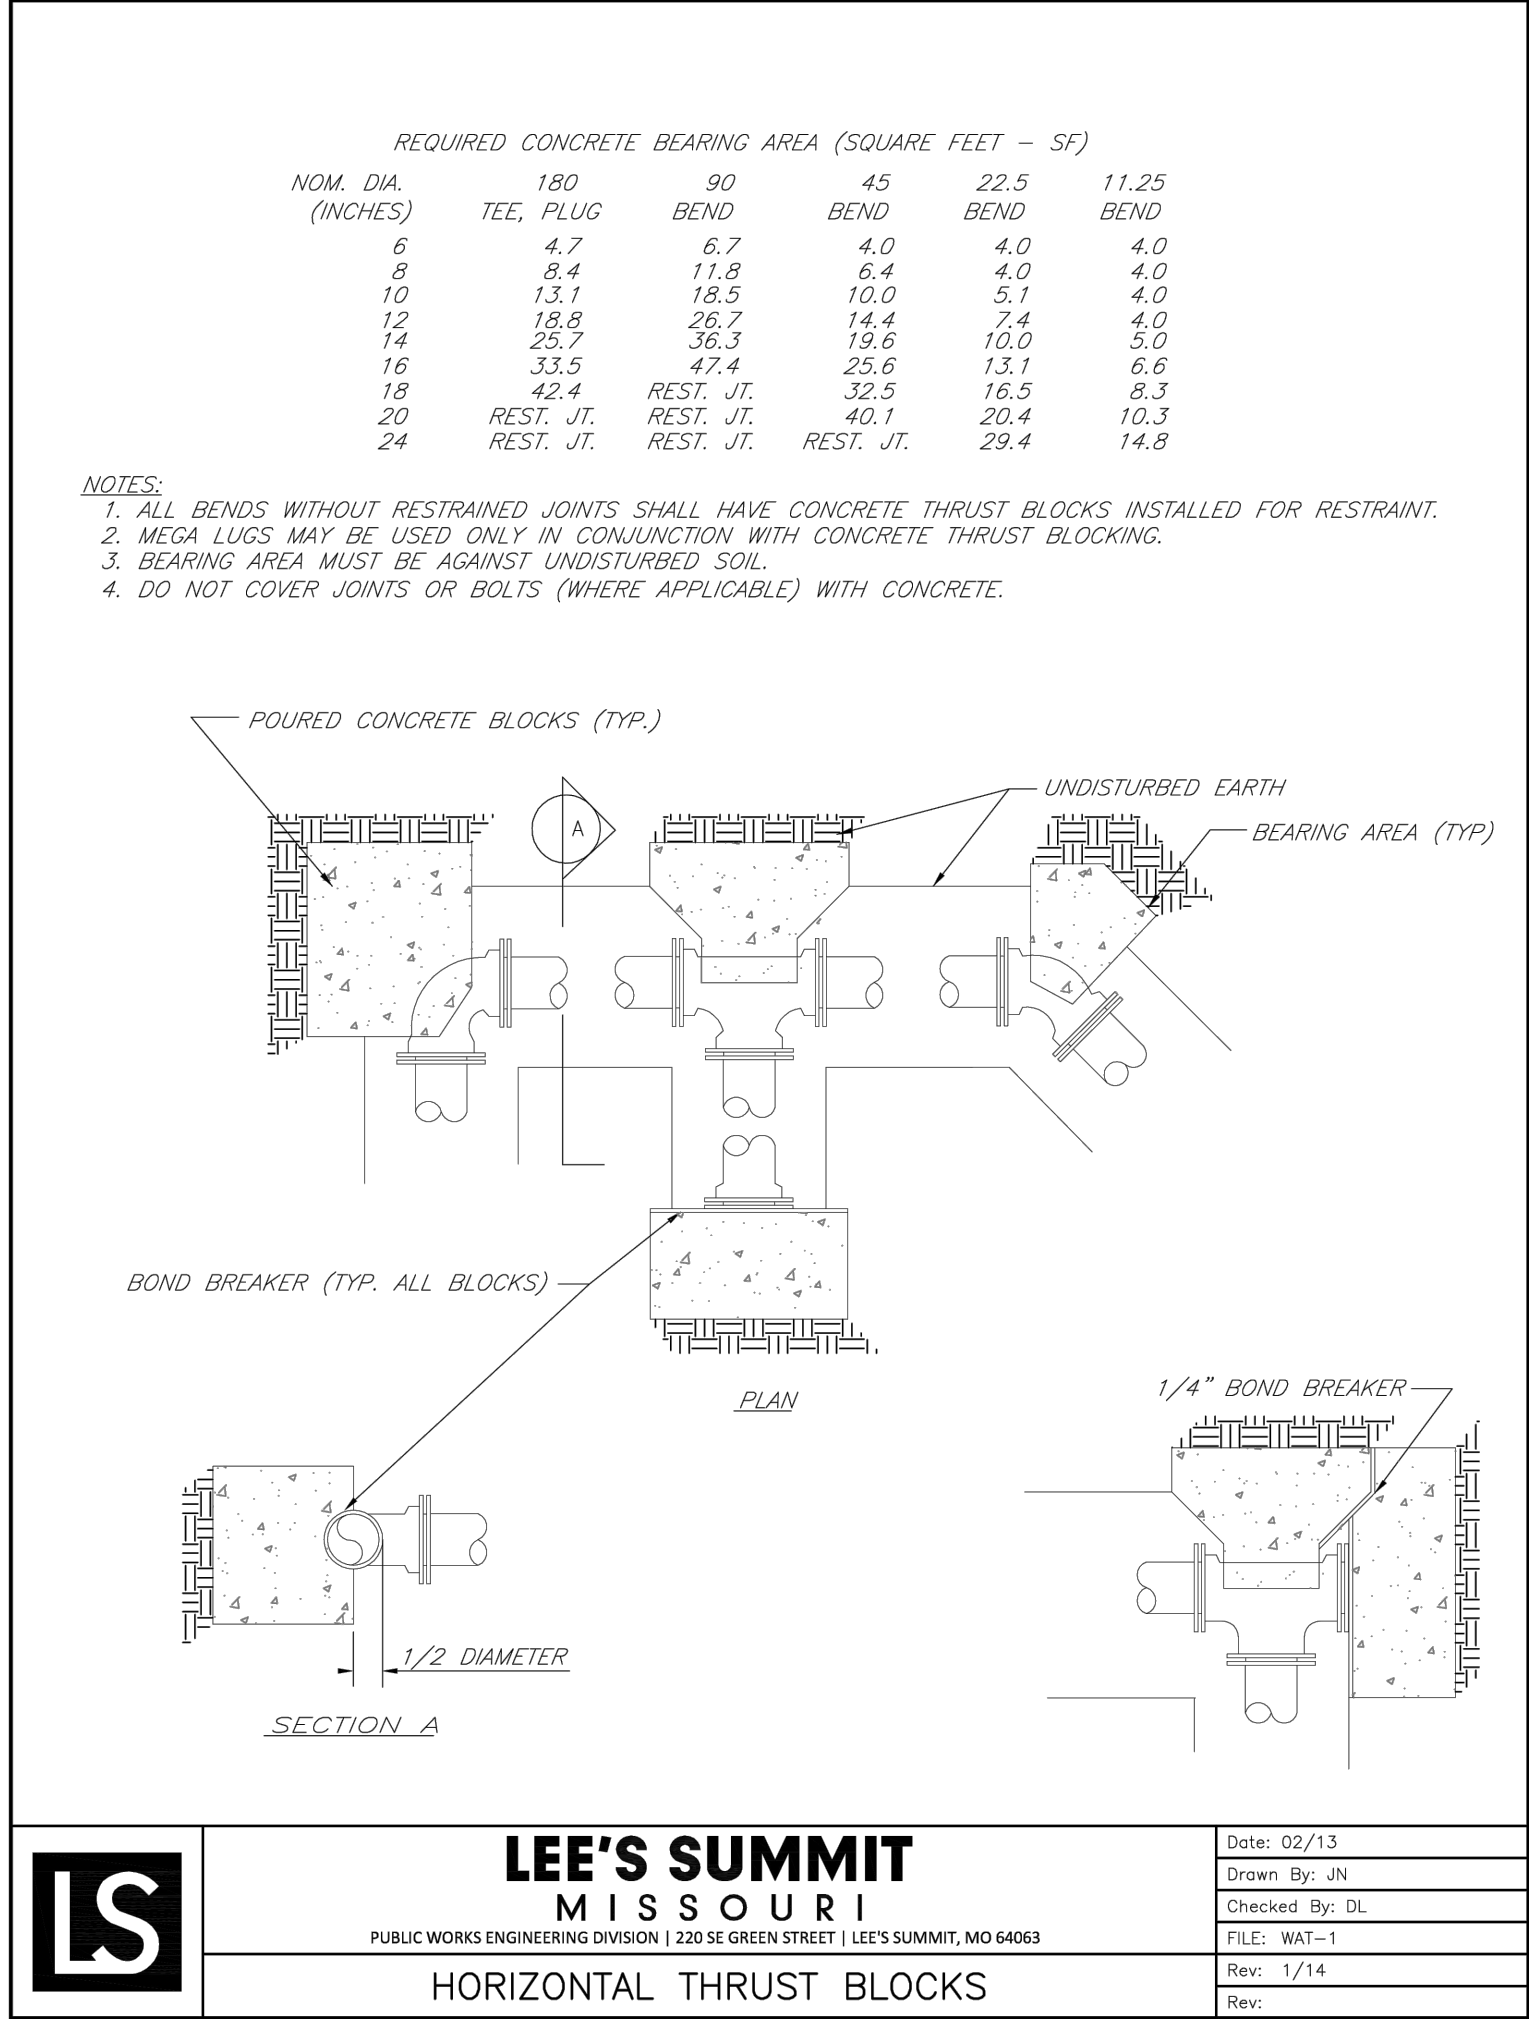 REQUIRED CONCRETE BEARING AREA (SQUARE FEET – SF)
NOM. DIA. 180 90 45 22.5 11.25
(INCHES) TEE, PLUG BEND BEND BEND BEND
6 4.7 6.7 4.0 4.0 4.0
8 8.4 11.8 6.4 4.0 4.0
10 13.1 18.5 10.0 5.1 4.0
12 18.8 26.7 14.4 7.4 4.0
14 25.7 36.3 19.6 10.0 5.0
16 33.5 47.4 25.6 13.1 6.6
18 42.4 REST. JT. 32.5 16.5 8.3
20 REST. JT. REST. JT. 40.1 20.4 10.3
24 REST. JT. REST. JT. REST. JT. 29.4 14.8
NOTES:
1. ALL BENDS WITHOUT RESTRAINED JOINTS SHALL HAVE CONCRETE THRUST BLOCKS INSTALLED FOR RESTRAINT.
2. MEGA LUGS MAY BE USED ONLY IN CONJUNCTION WITH CONCRETE THRUST BLOCKING.
3. BEARING AREA MUST BE AGAINST UNDISTURBED SOIL.
4. DO NOT COVER JOINTS OR BOLTS (WHERE APPLICABLE) WITH CONCRETE.
POURED CONCRETE BLOCKS (TYP.)
UNDISTURBED EARTH
A
BEARING AREA (TYP)
BOND BREAKER (TYP. ALL BLOCKS)
PLAN
1/4" BOND BREAKER
1/2 DIAMETER
SECTION A
LS
LEE'S SUMMIT
MISSOURI
PUBLIC WORKS ENGINEERING DIVISION | 220 SE GREEN STREET | LEE'S SUMMIT, MO 64063
HORIZONTAL THRUST BLOCKS
Date: 02/13
Drawn By: JN
Checked By: DL
FILE: WAT–1
Rev: 1/14
Rev: